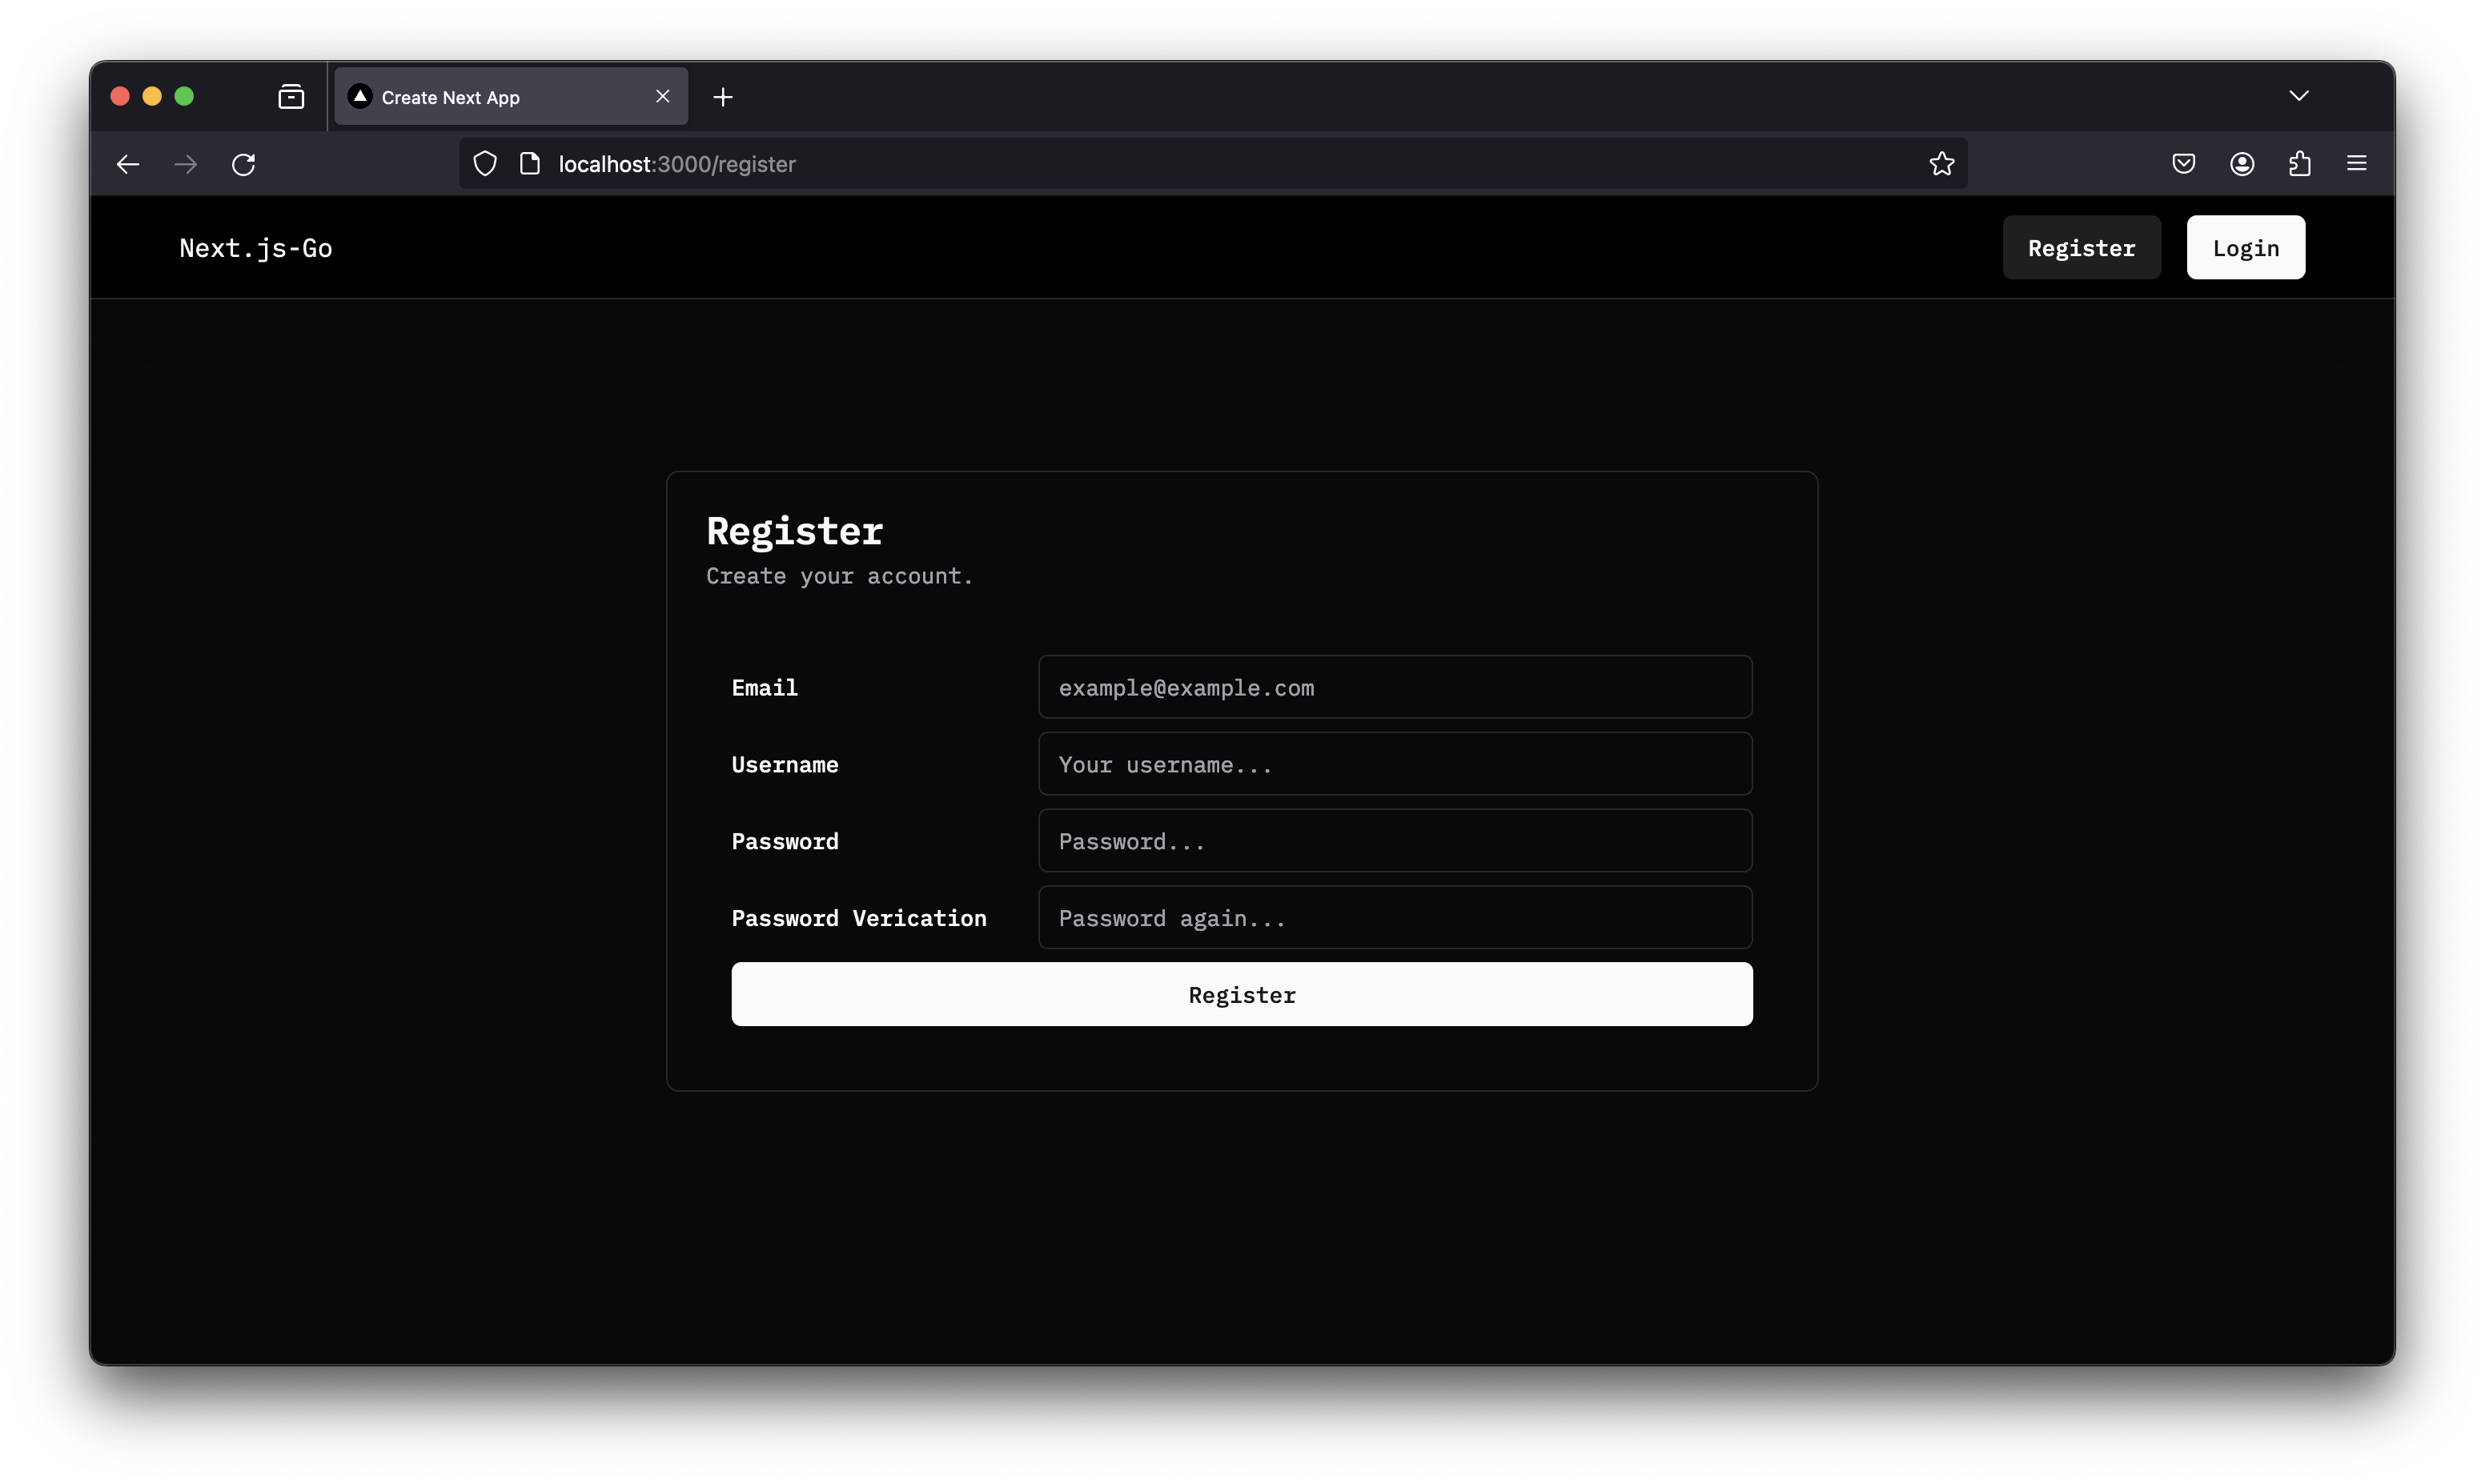 Create Next App
localhost:3000/register
Next.js-Go
Register
Login
Register
Create your account.
Email
example@example.com
Username
Your username...
Password
Password...
Password Verication
Password again...
Register